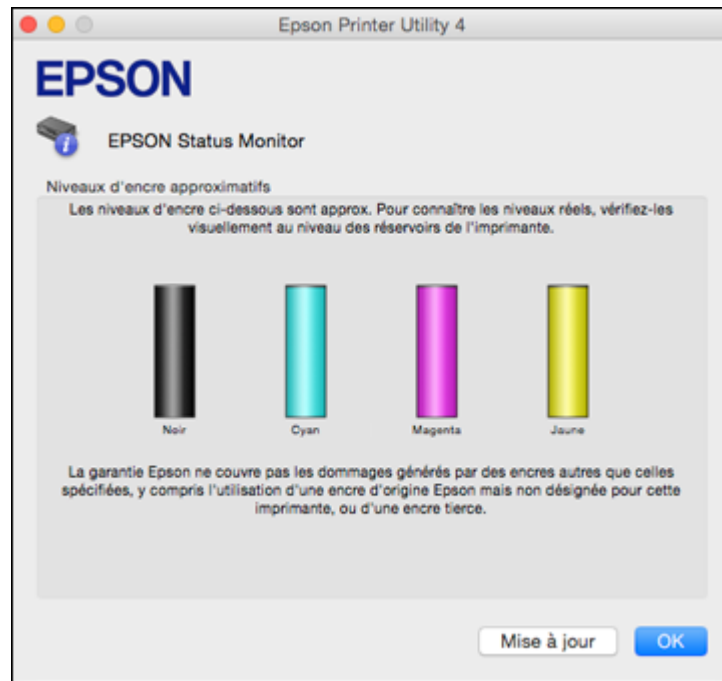 Epson Printer Utility 4
EPSON
EPSON Status Monitor
Niveaux d'encre approximatifs
Les niveaux d'encre ci-dessous sont approx. Pour connaître les niveaux réels, vérifiez-les
visuellement au niveau des réservoirs de l'imprimante.
Noir Cyan Magenta Jaune
La garantie Epson ne couvre pas les dommages générés par des encres autres que celles
spécifiées, y compris l'utilisation d'une encre d'origine Epson mais non désignée pour cette
imprimante, ou d'une encre tierce.
Mise à jour OK